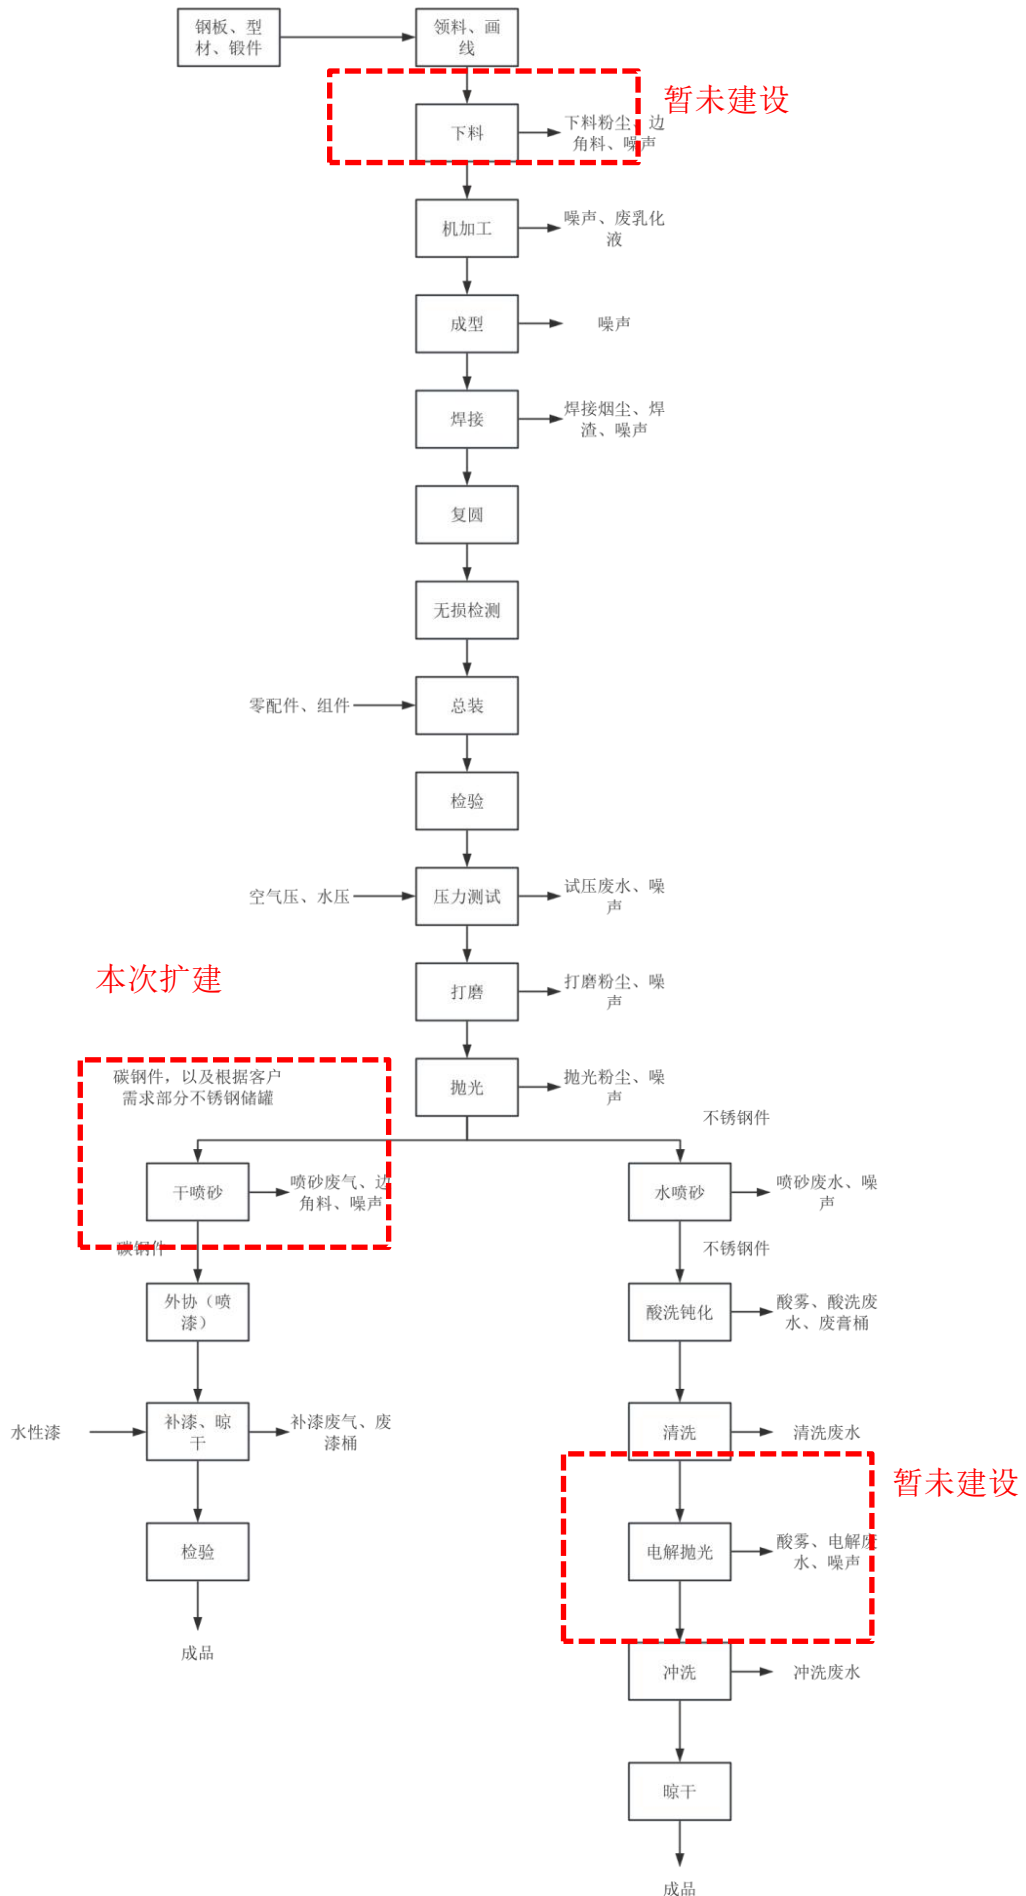 钢板、型
材、锻件
领料、画
线
暂未建设
下料
下料粉尘、边
角料、噪声
机加工
噪声、废乳化
液
成型
噪声
焊接
焊接烟尘、焊
渣、噪声
复圆
无损检测
零配件、组件
总装
检验
空气压、水压
压力测试
试压废水、噪
声
本次扩建
打磨
打磨粉尘、噪
声
碳钢件，以及根据客户
需求部分不锈钢储罐
抛光
抛光粉尘、噪
声
不锈钢件
干喷砂
喷砂废气、边
角料、噪声
水喷砂
喷砂废水、噪
声
碳钢件
不锈钢件
外协（喷
漆）
酸洗钝化
酸雾、酸洗废
水、废膏桶
水性漆
补漆、晾
干
补漆废气、废
漆桶
清洗
清洗废水
暂未建设
检验
电解抛光
酸雾、电解废
水、噪声
成品
冲洗
冲洗废水
晾干
成品